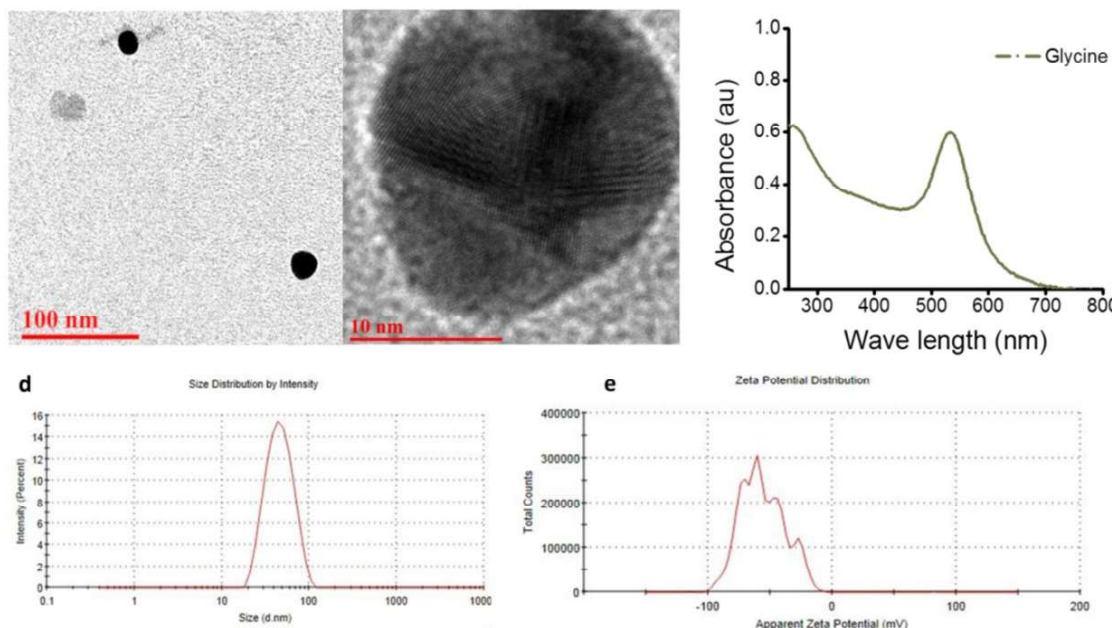 100 nm
10 nm
1.0
0.8
0.6
0.4
0.2
0.0
Absorbance (au)
Glycine
300 400 500 600 700 800
Wave length (nm)
d
Size Distribution by Intensity
16
14
12
10
8
6
4
2
0
Intensity (Percent)
0.1 1 10 100 1000 1000
Size (d.nm)
e
Zeta Potential Distribution
400000
300000
200000
100000
0
Total Counts
-100 0 100 200
Apparent Zeta Potential (mV)